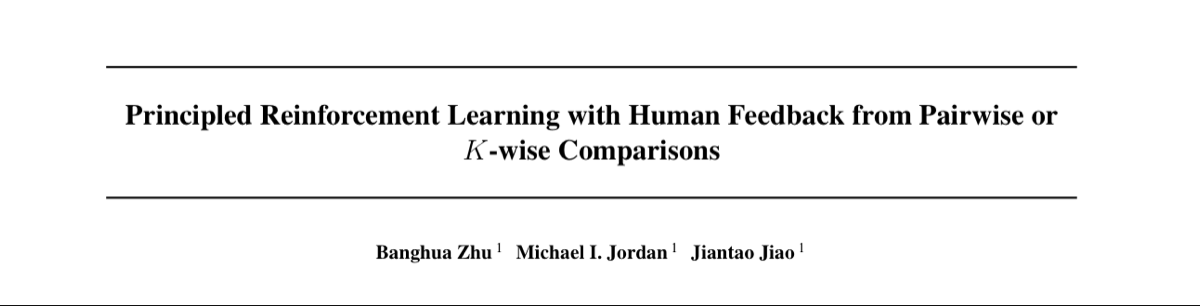 Principled Reinforcement Learning with Human Feedback from Pairwise or
K-wise Comparisons
Banghua Zhu 1 Michael I. Jordan 1 Jiantao Jiao 1